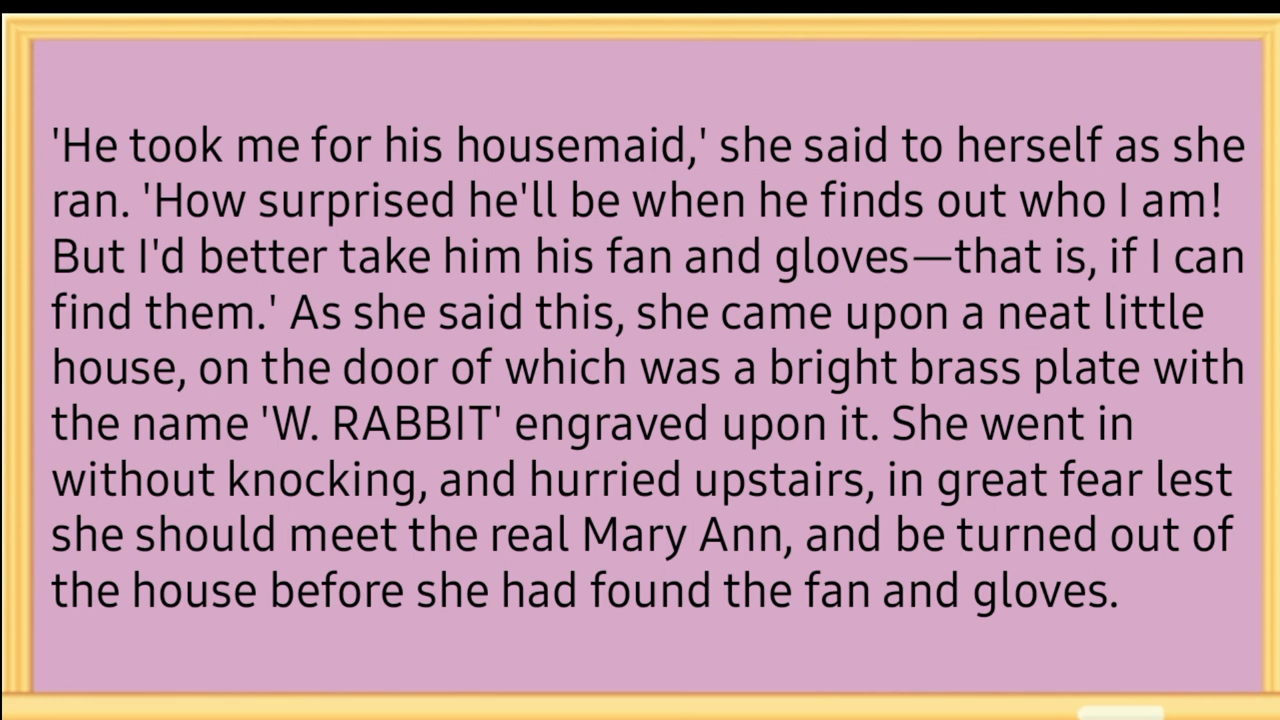 'He took me for his housemaid,' she said to herself as she
ran. 'How surprised he'll be when he finds out who I am!
But I'd better take him his fan and gloves—that is, if I can
find them.' As she said this, she came upon a neat little
house, on the door of which was a bright brass plate with
the name 'W. RABBIT' engraved upon it. She went in
without knocking, and hurried upstairs, in great fear lest
she should meet the real Mary Ann, and be turned out of
the house before she had found the fan and gloves.